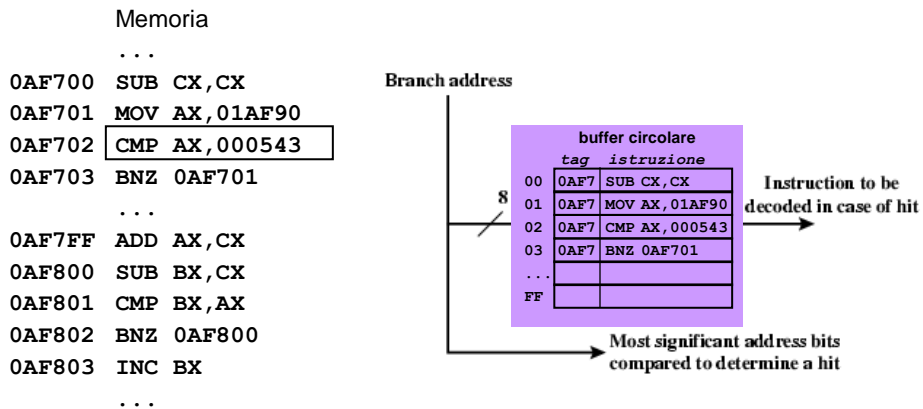 Memoria
...
0AF700 SUB CX,CX
0AF701 MOV AX,01AF90
0AF702 CMP AX,000543
0AF703 BNZ 0AF701
...
0AF7FF ADD AX,CX
0AF800 SUB BX,CX
0AF801 CMP BX,AX
0AF802 BNZ 0AF800
0AF803 INC BX
...
Branch address
8
buffer circolare
tag istruzione
00 0AF7 SUB CX,CX
01 0AF7 MOV AX,01AF90
02 0AF7 CMP AX,000543
03 0AF7 BNZ 0AF701
...
FF
Instruction to be
decoded in case of hit
Most significant address bits
compared to determine a hit